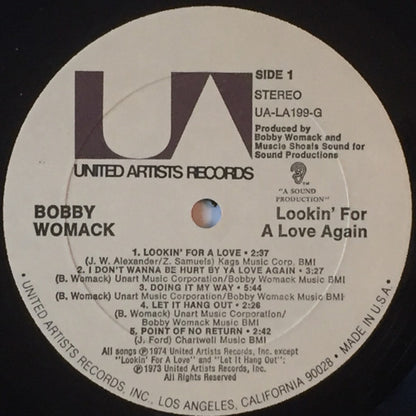 UA
UNITED ARTISTS RECORDS
SIDE 1
STEREO
UA-LA199-G
Produced by
Bobby Womack and
Muscle Shoals Sound for
Sound Productions
"A SOUND
PRODUCTION"
BOBBY
WOMACK
Lookin' For
A Love Again
1. LOOKIN' FOR A LOVE • 2:37
(J. W. Alexander/Z. Samuels) Kags Music Corp. BMI
2. I DON'T WANNA BE HURT BY YA LOVE AGAIN • 3:27
(B. Womack) Unart Music Corporation/Bobby Womack Music BMI
3. DOING IT MY WAY • 5:44
(B. Womack) Unart Music Corporation/Bobby Womack Music BMI
4. LET IT HANG OUT • 2:26
(B. Womack) Unart Music Corporation/
Bobby Womack Music BMI
5. POINT OF NO RETURN • 2:42
(J. Ford) Chartwell Music BMI
All songs ℗1974 United Artists Records, Inc. except
"Lookin' For A Love" and "Let It Hang Out":
℗1973 United Artists Records, Inc.
All Rights Reserved
• UNITED ARTISTS RECORDS, INC. LOS ANGELES, CALIFORNIA 90028 • MADE IN U.S.A. •